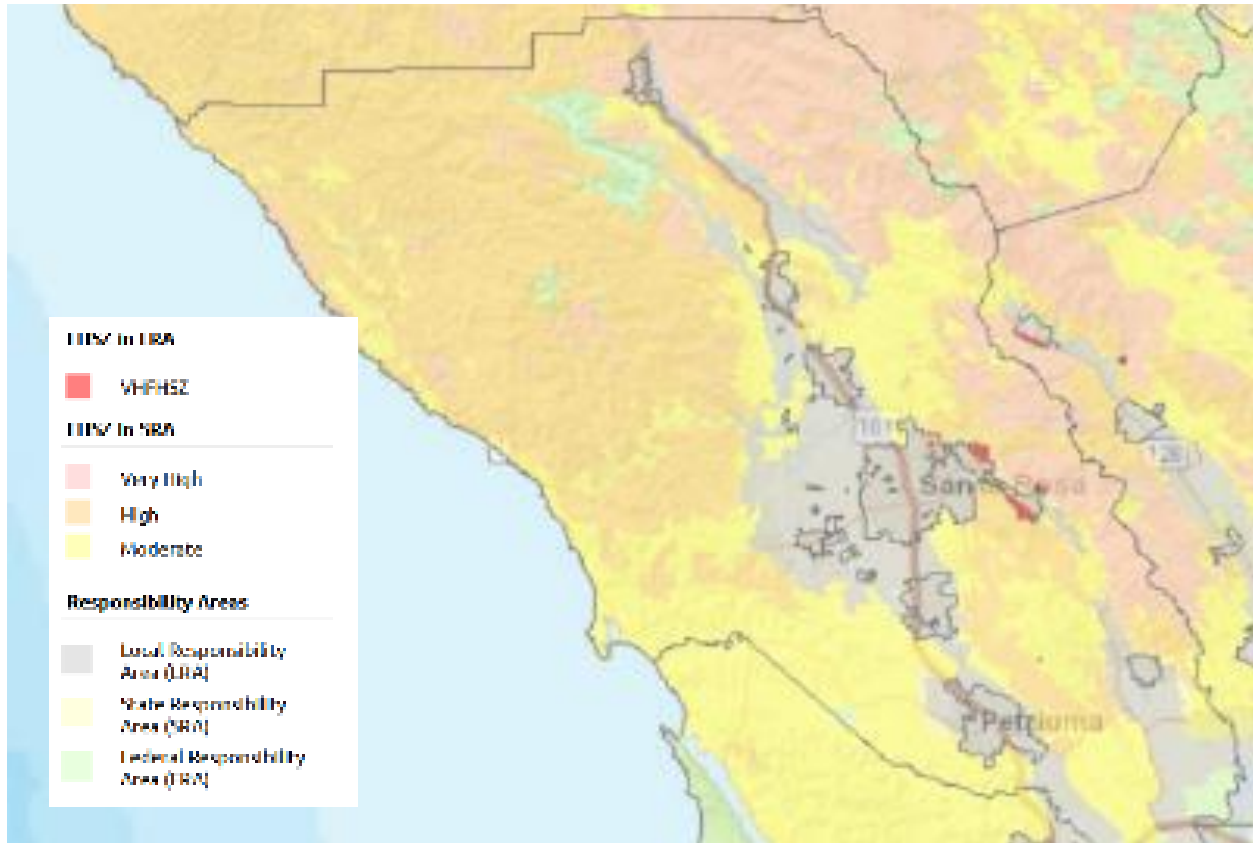 FHSZ in LRA
VHFHSZ
FHSZ in SRA
Very High
High
Moderate
Responsibility Areas
Local Responsibility
Area (LRA)
State Responsibility
Area (SRA)
Federal Responsibility
Area (FRA)
101
Santa Rosa
128
Petaluma